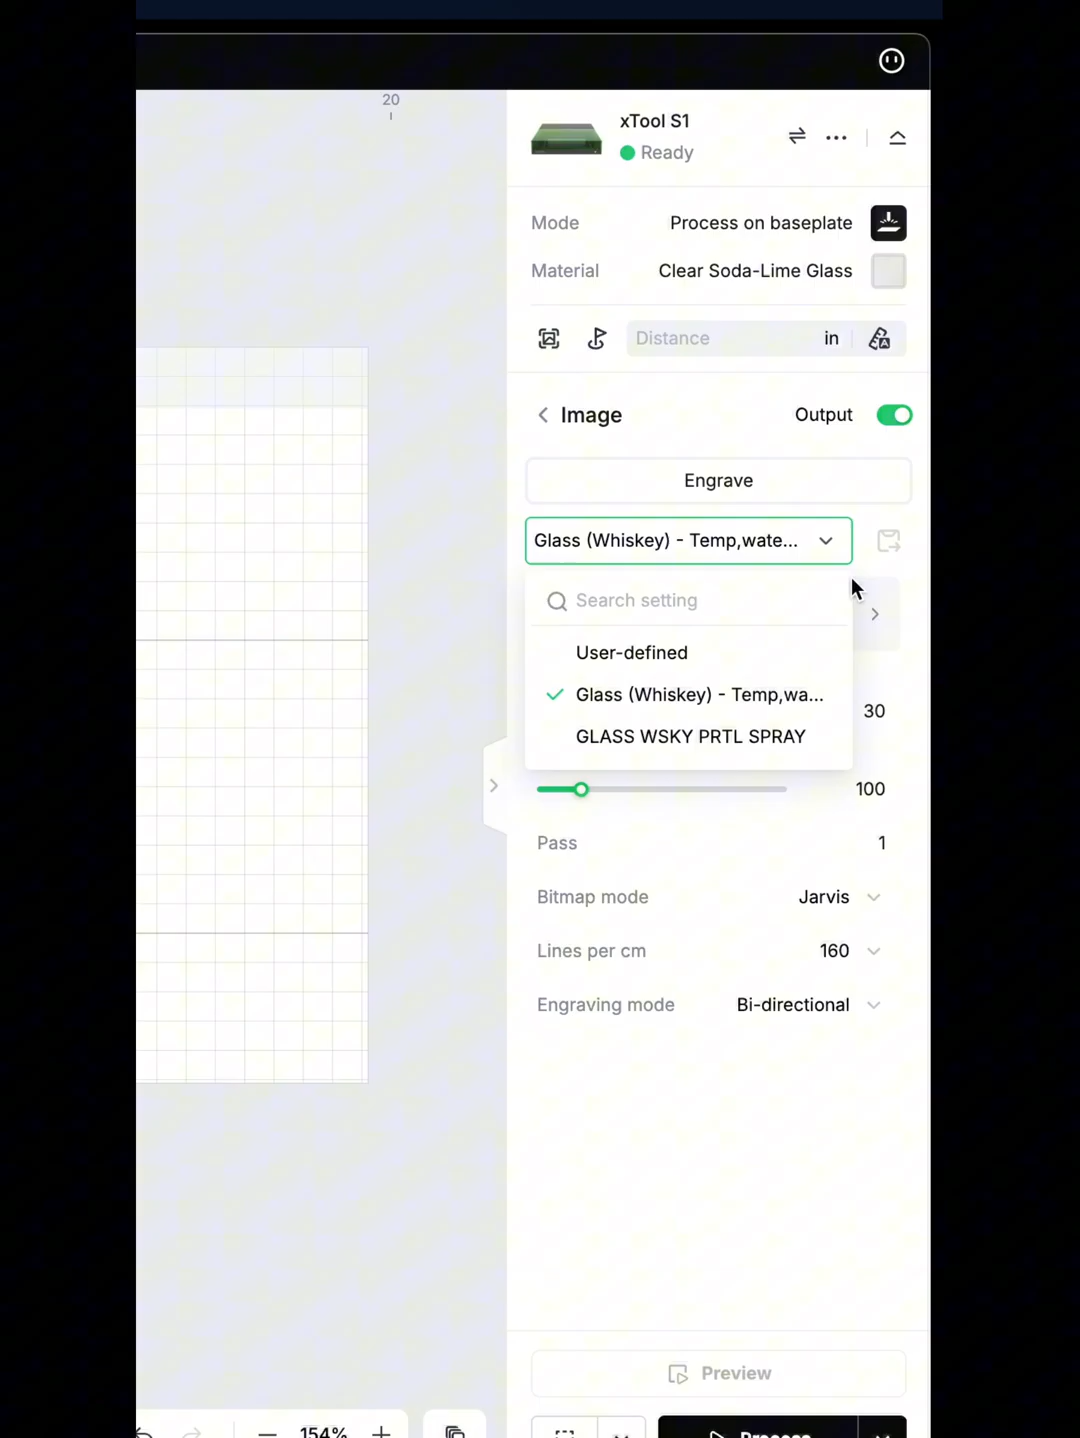 20
xTool S1
Ready
Mode Process on baseplate
Material Clear Soda-Lime Glass
Distance in
Image Output
Engrave
Glass (Whiskey) - Temp,wate...
Search setting
User-defined
Glass (Whiskey) - Temp,wa...
30
GLASS WSKY PRTL SPRAY
100
Pass 1
Bitmap mode Jarvis
Lines per cm 160
Engraving mode Bi-directional
Preview
154%
Process